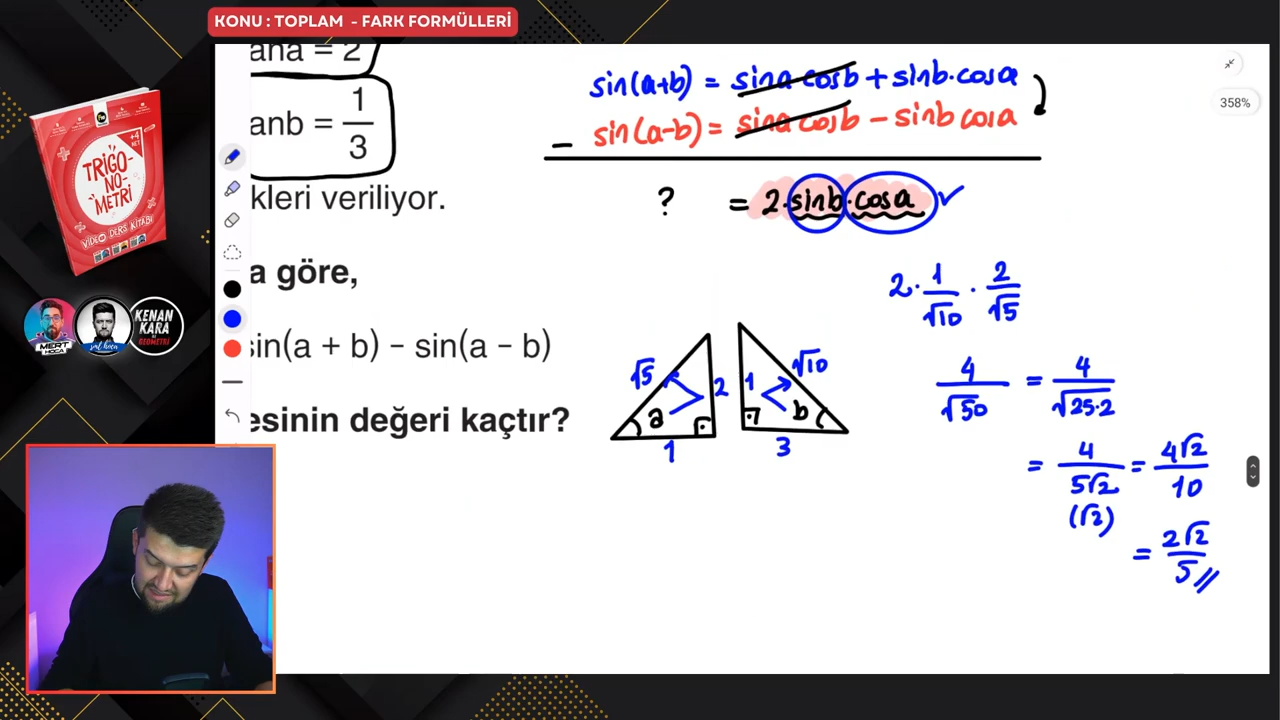 KONU : TOPLAM - FARK FORMÜLLERİ
ana = 2
anb = 1/3
kleri veriliyor.
a göre,
sin(a + b) – sin(a – b)
esinin değeri kaçtır?
sin(a+b) = sina cosb + sinb.cosa
sin(a-b) = sina cosb - sinb cosa
? = 2.sinb.cosa
√5 2 a 1
1 √10 b 3
2. 1/√10 . 2/√5
4/√50 = 4/√25.2
= 4/5√2 = 4√2/10
(√2)
= 2√2/5 //
358%
TRİGO-
NO-
METRİ
VİDEO DERS KİTABI
+4
NET
MERT
HOCA
KENAN
KARA
GEOMETRİ